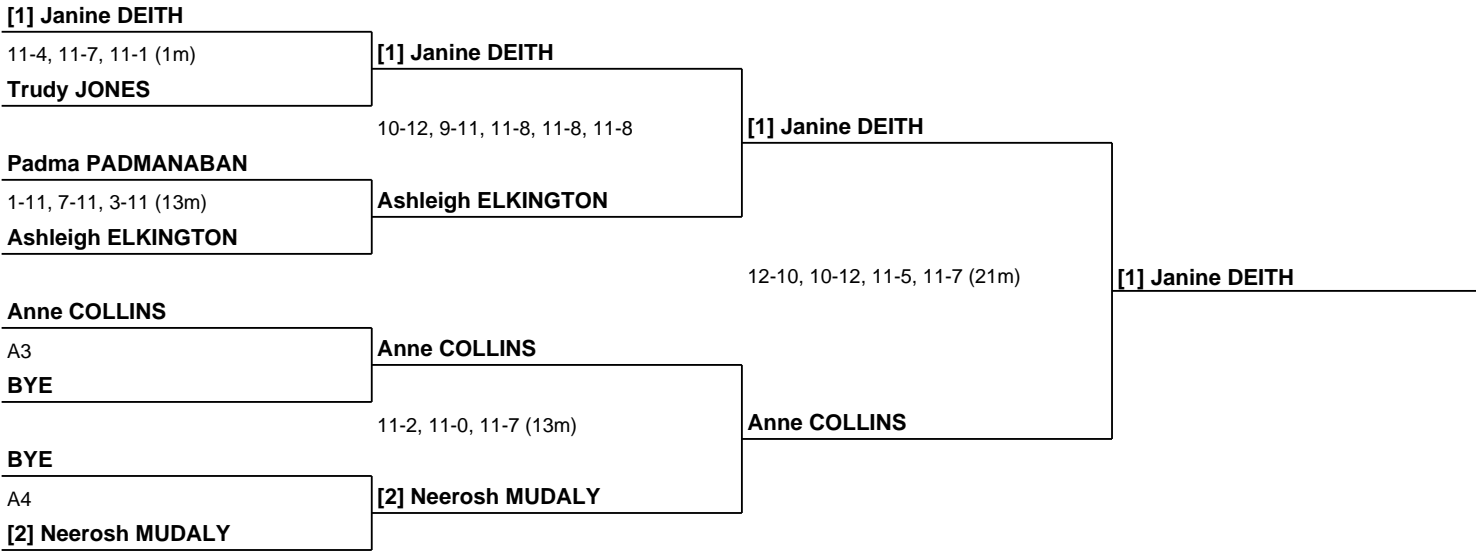 [1] Janine DEITH
11-4, 11-7, 11-1 (1m)
Trudy JONES
[1] Janine DEITH
10-12, 9-11, 11-8, 11-8, 11-8
Padma PADMANABAN
1-11, 7-11, 3-11 (13m)
Ashleigh ELKINGTON
Ashleigh ELKINGTON
[1] Janine DEITH
12-10, 10-12, 11-5, 11-7 (21m)
[1] Janine DEITH
Anne COLLINS
A3
BYE
Anne COLLINS
11-2, 11-0, 11-7 (13m)
Anne COLLINS
BYE
A4
[2] Neerosh MUDALY
[2] Neerosh MUDALY